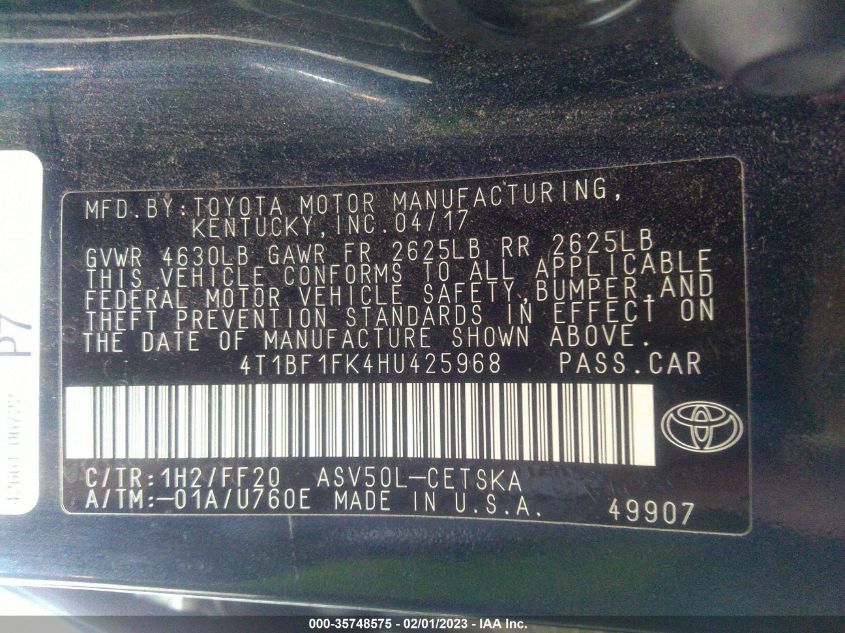 MFD.BY:TOYOTA MOTOR MANUFACTURING,
KENTUCKY,INC.04/17
GVWR 4630LB GAWR FR 2625LB RR 2625LB
THIS VEHICLE CONFORMS TO ALL APPLICABLE
FEDERAL MOTOR VEHICLE SAFETY,BUMPER,AND
THEFT PREVENTION STANDARDS IN EFFECT ON
THE DATE OF MANUFACTURE SHOWN ABOVE.
4T1BF1FK4HU425968 PASS.CAR
C/TR:1H2/FF20 ASV50L-CETSKA
A/TM:-01A/U760E MADE IN U.S.A.
49907
P7
000-35748575 - 02/01/2023 - IAA Inc.